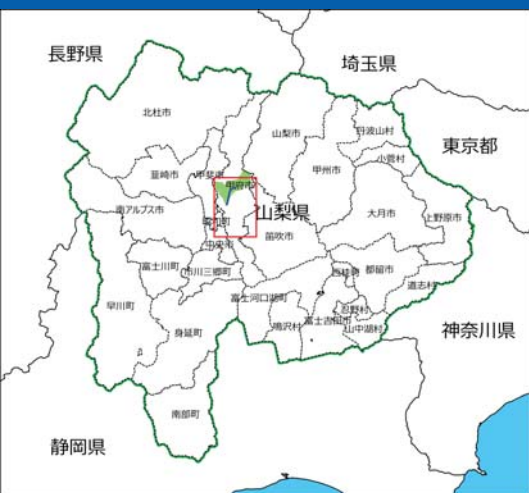 長野県
埼玉県
北杜市
山梨市
丹波山村
小菅村
東京都
韮崎市
甲斐市
甲州市
甲府市
南アルプス市
昭和町
山梨県
大月市
上野原市
笛吹市
中央市
富士川町
市川三郷町
西桂町
都留市
道志村
早川町
富士河口湖町
忍野村
鳴沢村
富士吉田市
山中湖村
身延町
神奈川県
南部町
静岡県